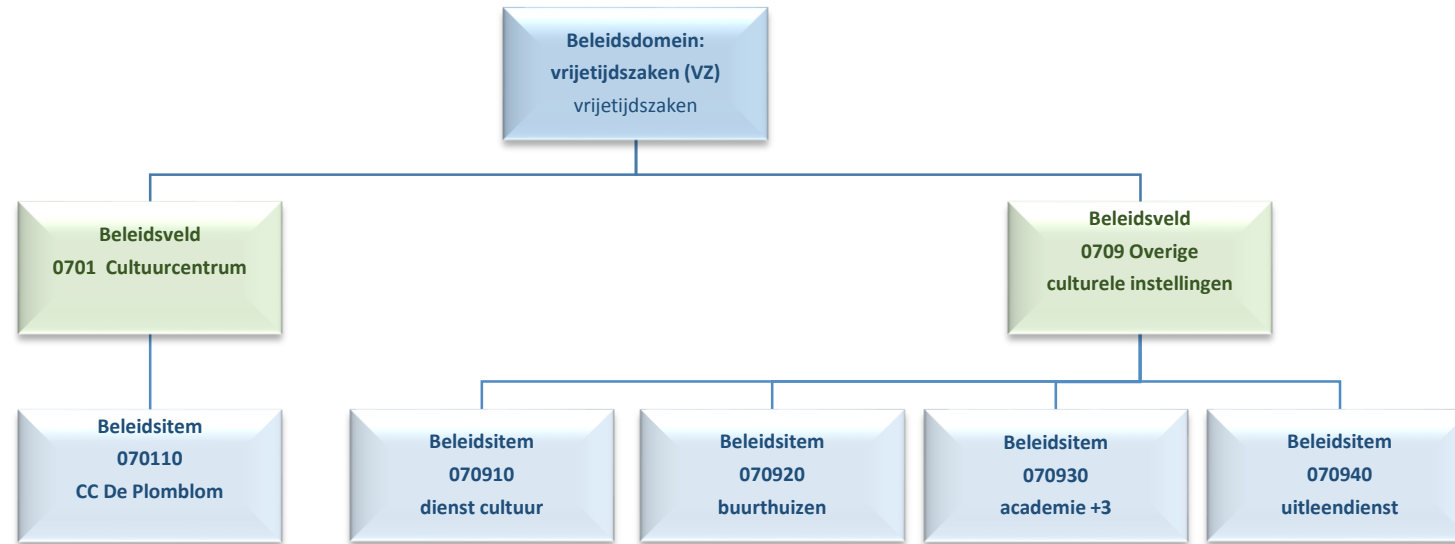 Beleidsdomein:
vrijetijdszaken (VZ)
vrijetijdszaken
Beleidsveld
0701 Cultuurcentrum
Beleidsveld
0709 Overige
culturele instellingen
Beleidsitem
070110
CC De Plomblom
Beleidsitem
070910
dienst cultuur
Beleidsitem
070920
buurthuizen
Beleidsitem
070930
academie +3
Beleidsitem
070940
uitleendienst